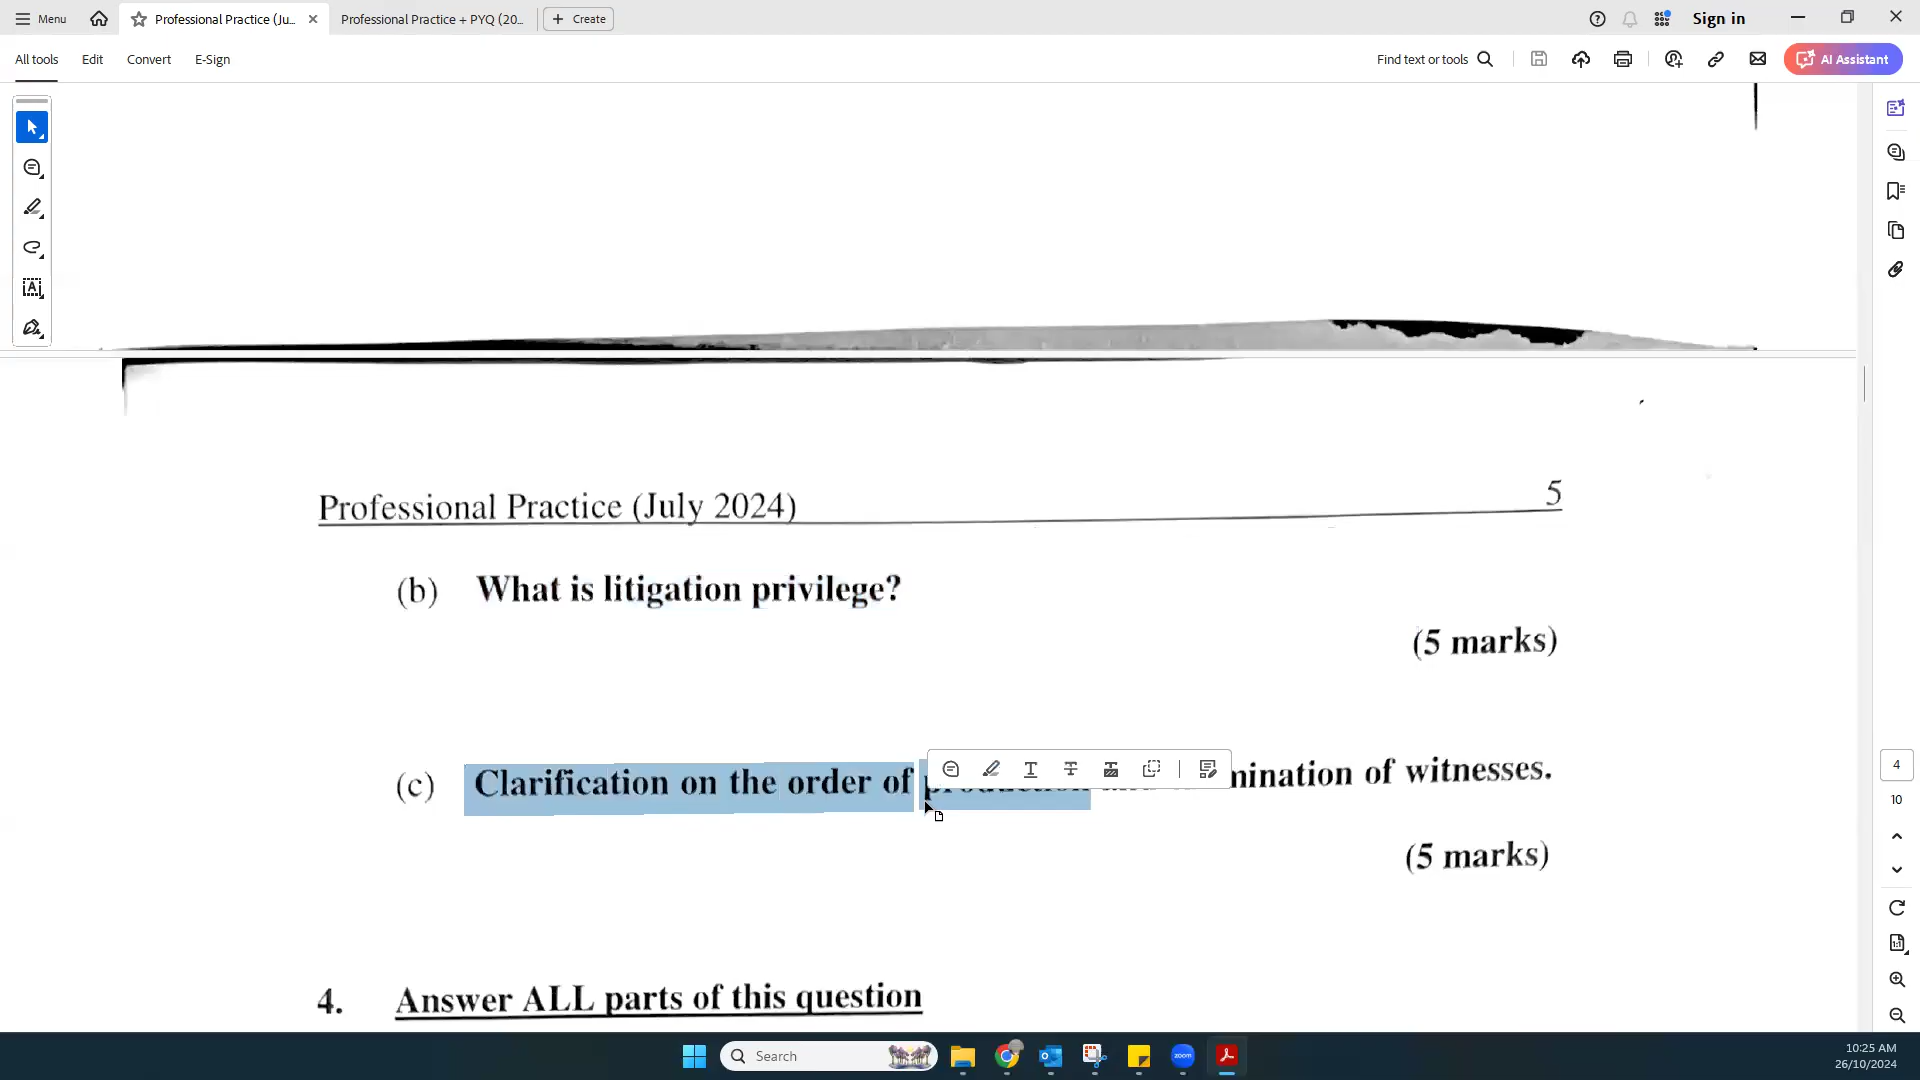 Menu
Professional Practice (Ju...
Professional Practice + PYQ (20...
Create
Sign in
All tools
Edit
Convert
E-Sign
Find text or tools
AI Assistant
Professional Practice (July 2024)
5
(b) What is litigation privilege?
(5 marks)
(c) Clarification on the order of production mination of witnesses.
(5 marks)
4. Answer ALL parts of this question
4
10
Search
zoom
10:25 AM
26/10/2024